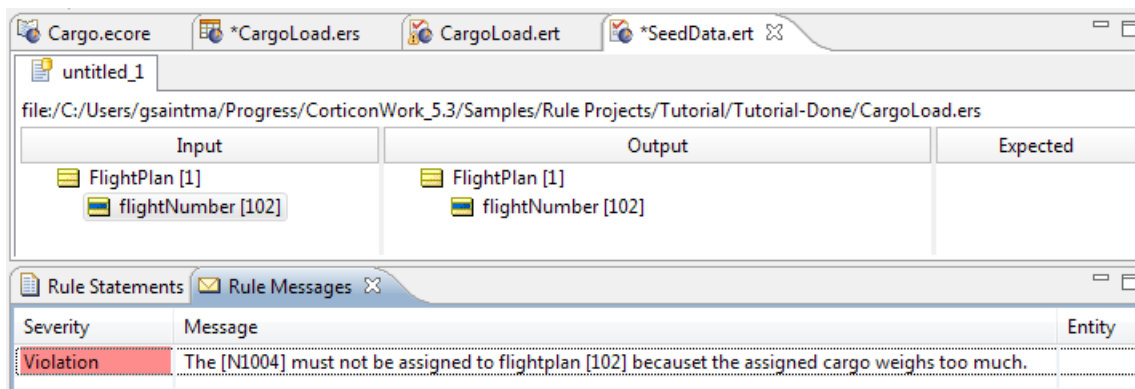 Cargo.ecore *CargoLoad.ers CargoLoad.ert *SeedData.ert
untitled_1
file:/C:/Users/gsaintma/Progress/CorticonWork_5.3/Samples/Rule Projects/Tutorial/Tutorial-Done/CargoLoad.ers
Input Output Expected
FlightPlan [1] FlightPlan [1]
flightNumber [102] flightNumber [102]
Rule Statements Rule Messages
Severity Message Entity
Violation The [N1004] must not be assigned to flightplan [102] becauset the assigned cargo weighs too much.